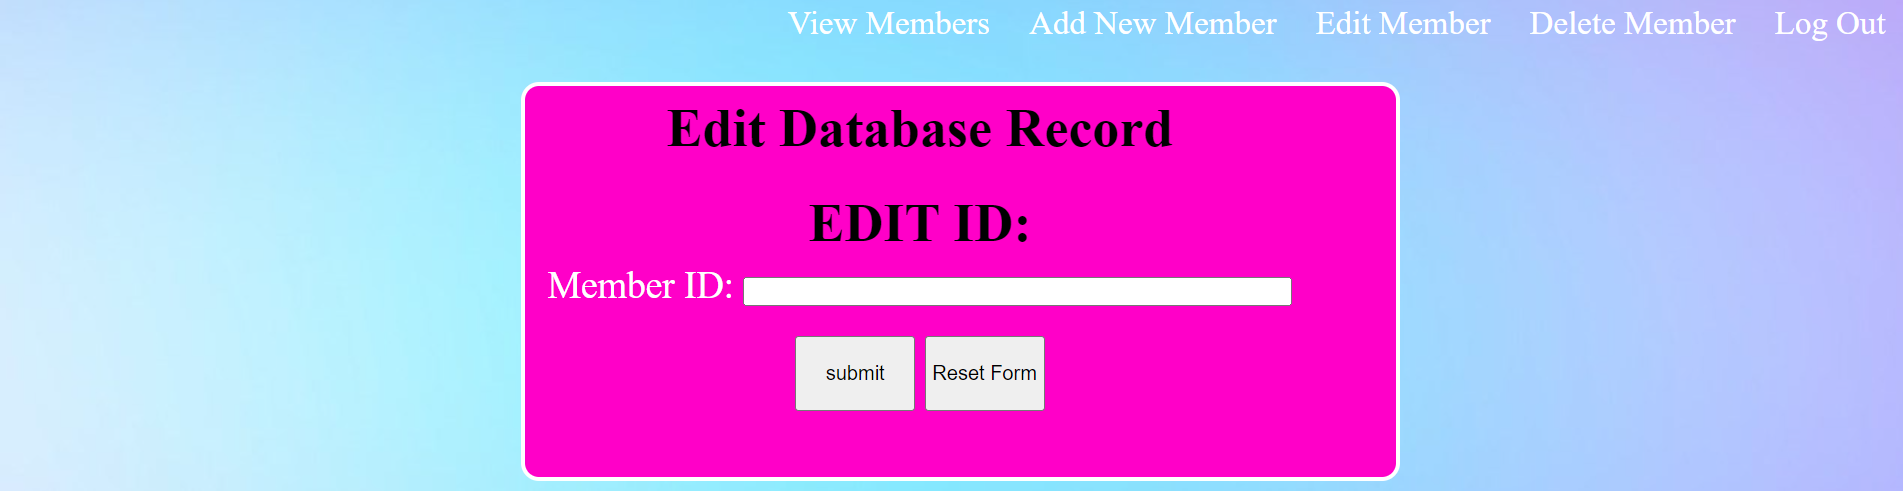 View Members Add New Member Edit Member Delete Member Log Out
Edit Database Record
EDIT ID:
Member ID:
submit Reset Form